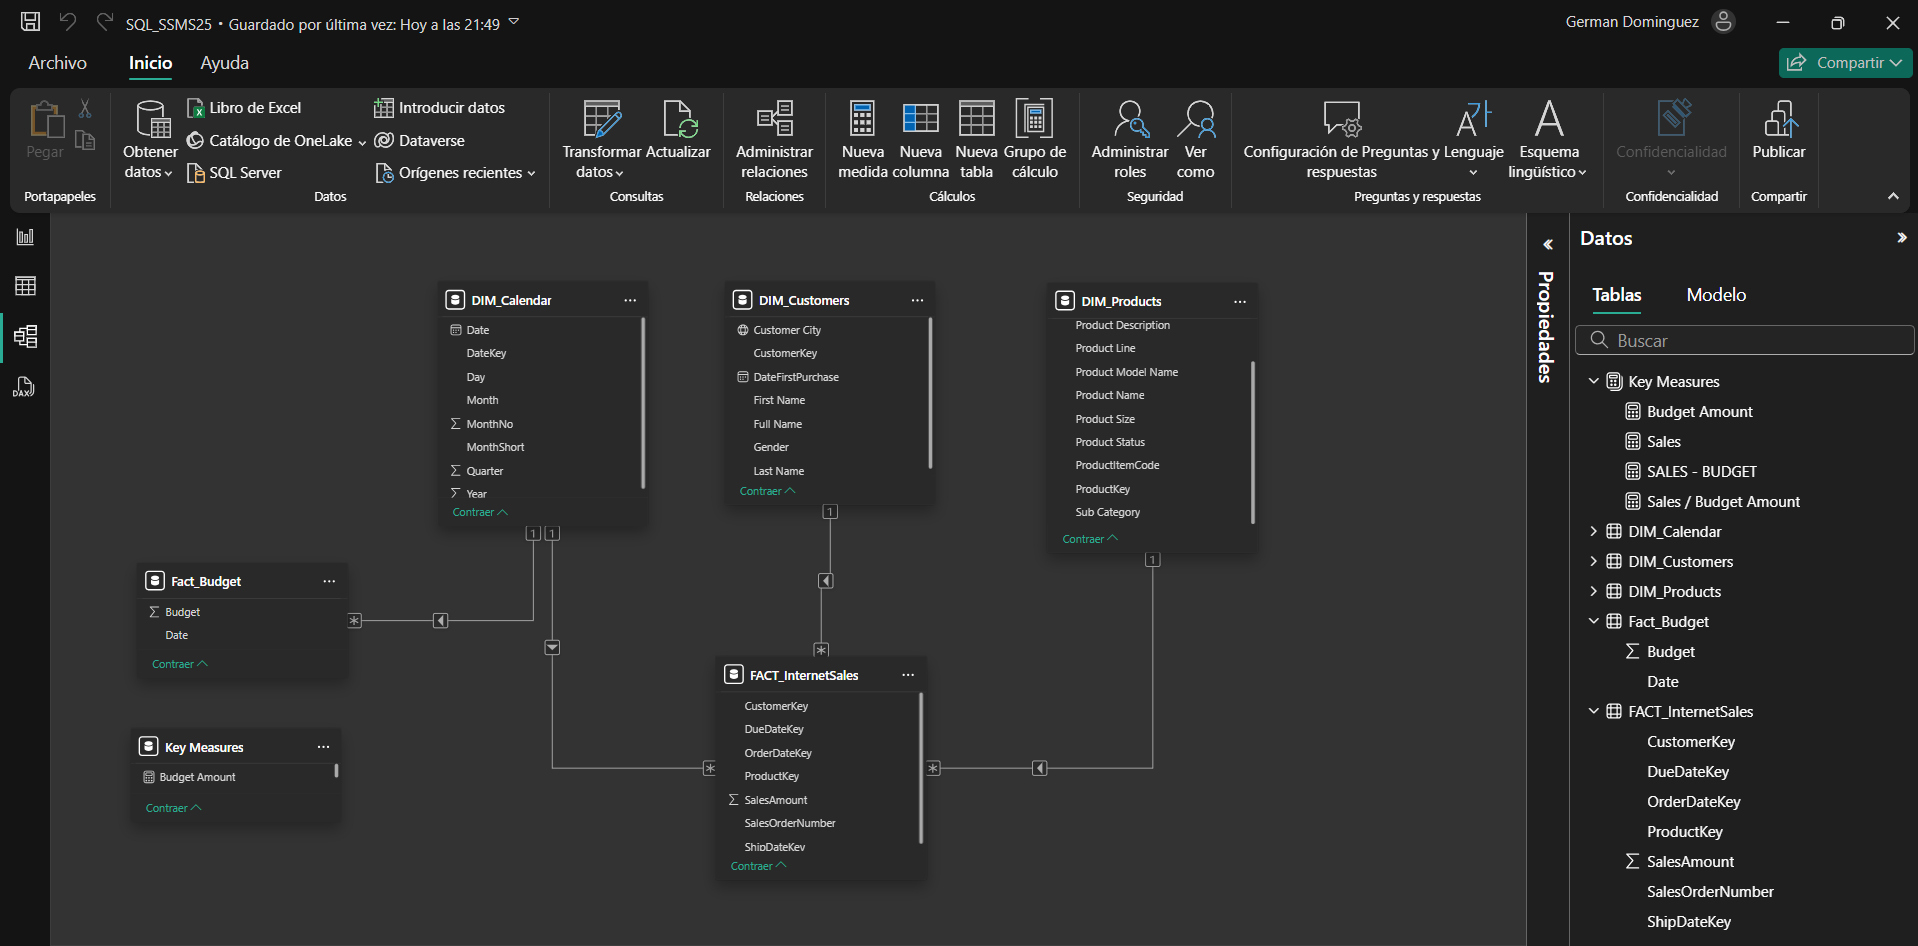 SQL_SSMS25 • Guardado por última vez: Hoy a las 21:49
German Dominguez
Archivo
Inicio
Ayuda
Compartir
Pegar
Portapapeles
Obtener datos
Libro de Excel
Catálogo de OneLake
SQL Server
Introducir datos
Dataverse
Orígenes recientes
Datos
Transformar datos
Actualizar
Consultas
Administrar relaciones
Relaciones
Nueva medida
Nueva columna
Nueva tabla
Grupo de cálculo
Cálculos
Administrar roles
Ver como
Seguridad
Configuración de Preguntas y respuestas
Lenguaje
Esquema lingüístico
Preguntas y respuestas
Confidencialidad
Confidencialidad
Publicar
Compartir
DAX
DIM_Calendar
Date
DateKey
Day
Month
MonthNo
MonthShort
Quarter
Year
Contraer
DIM_Customers
Customer City
CustomerKey
DateFirstPurchase
First Name
Full Name
Gender
Last Name
Contraer
DIM_Products
Product Description
Product Line
Product Model Name
Product Name
Product Size
Product Status
ProductItemCode
ProductKey
Sub Category
Contraer
1
1
1
1
Fact_Budget
Budget
Date
Contraer
*
*
*
*
Key Measures
Budget Amount
Contraer
FACT_InternetSales
CustomerKey
DueDateKey
OrderDateKey
ProductKey
SalesAmount
SalesOrderNumber
ShipDateKey
Contraer
Propiedades
Datos
Tablas
Modelo
Buscar
Key Measures
Budget Amount
Sales
SALES - BUDGET
Sales / Budget Amount
DIM_Calendar
DIM_Customers
DIM_Products
Fact_Budget
Budget
Date
FACT_InternetSales
CustomerKey
DueDateKey
OrderDateKey
ProductKey
SalesAmount
SalesOrderNumber
ShipDateKey